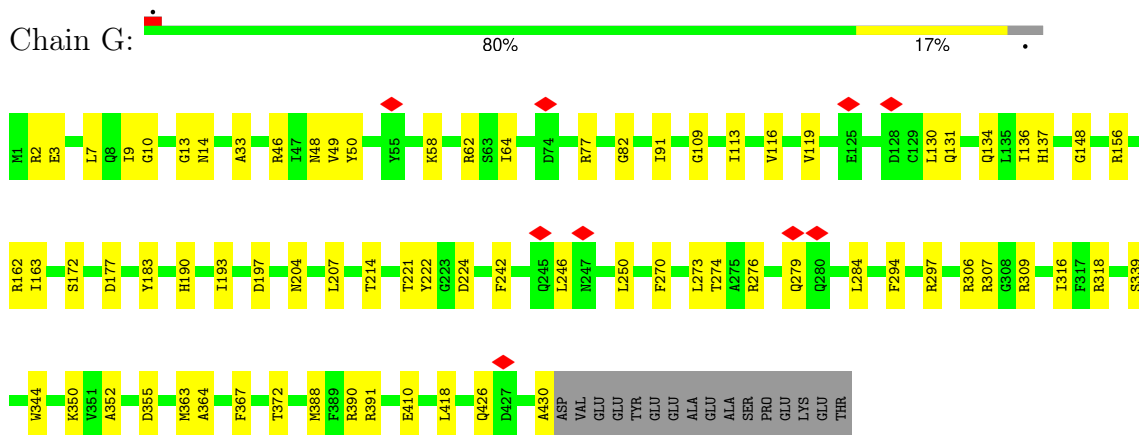 Chain G:
80% 17%
M1 R2 E3 L7 Q8 I9 G10 G13 N14 A33 R46 I47 N48 V49 Y50 Y55 K58 R62 S63 I64 D74 R77 G82 I91 G109 I113 V116 V119 E125 D128 C129 L130 Q131 Q134 L135 I136 H137 G148 R156
R162 I163 S172 D177 Y183 H190 I193 D197 N204 L207 T214 T221 Y222 G223 D224 F242 Q245 L246 N247 L250 F270 L273 T274 A275 R276 Q279 Q280 L284 F294 R297 R306 R307 G308 R309 I316 F317 R318 S339
W344 K350 V351 A352 D355 M363 A364 F367 T372 M388 F389 R390 R391 E410 L418 Q426 D427 A430 ASP VAL GLU GLU TYR GLU GLU ALA GLU ALA SER PRO GLU LYS GLU THR